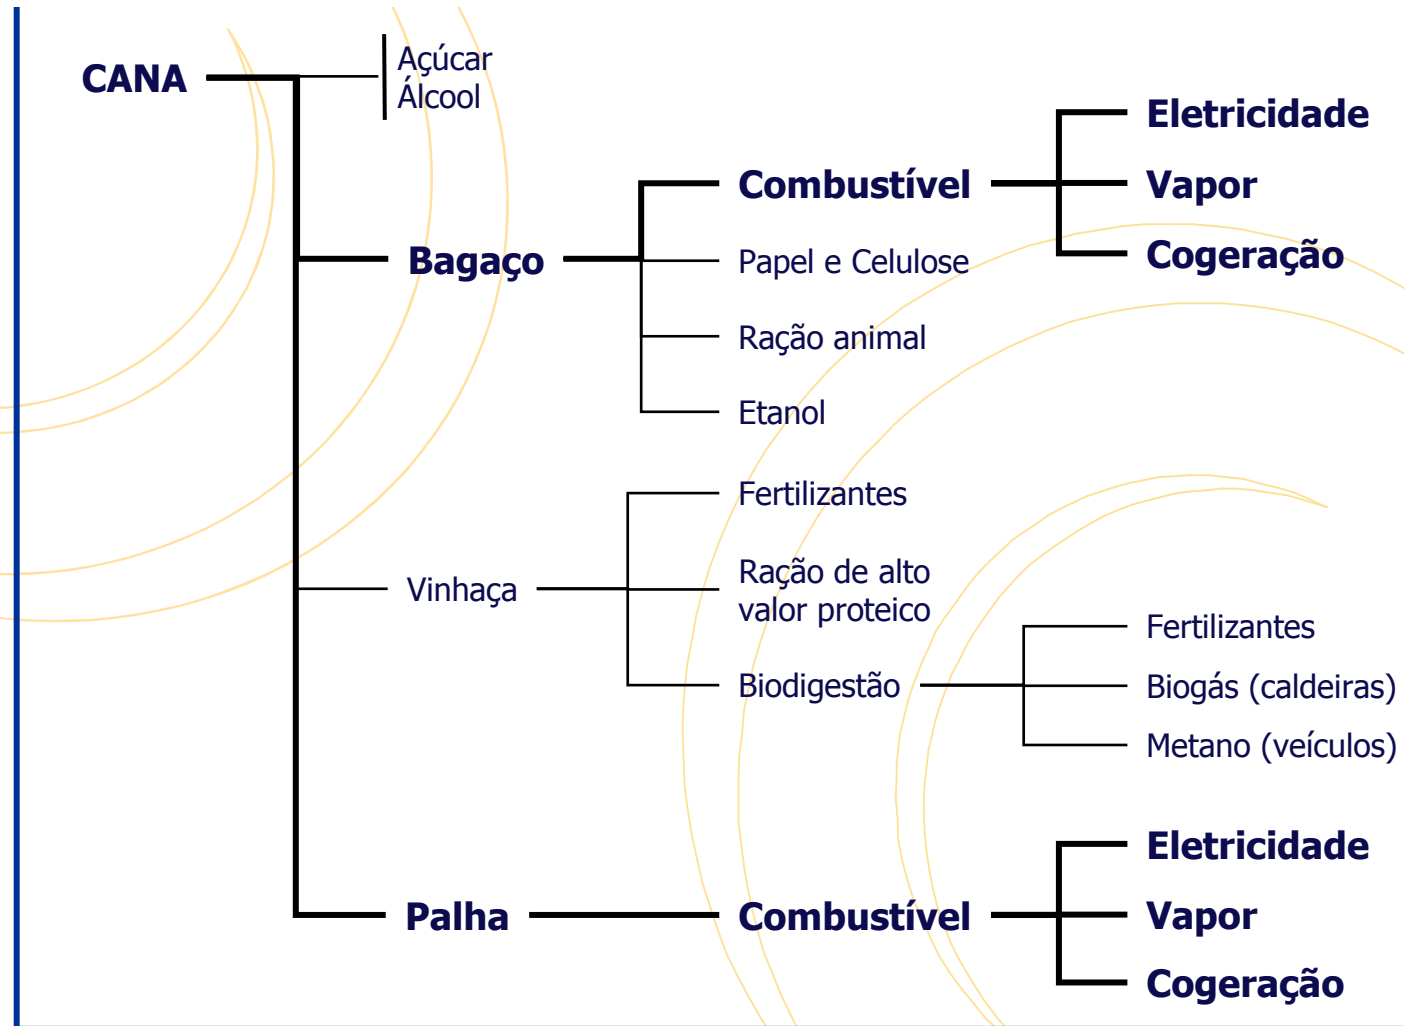 CANA
Açúcar
Álcool
Bagaço
Combustível
Eletricidade
Vapor
Cogeração
Papel e Celulose
Ração animal
Etanol
Vinhaça
Fertilizantes
Ração de alto
valor proteico
Biodigestão
Fertilizantes
Biogás (caldeiras)
Metano (veículos)
Palha
Combustível
Eletricidade
Vapor
Cogeração